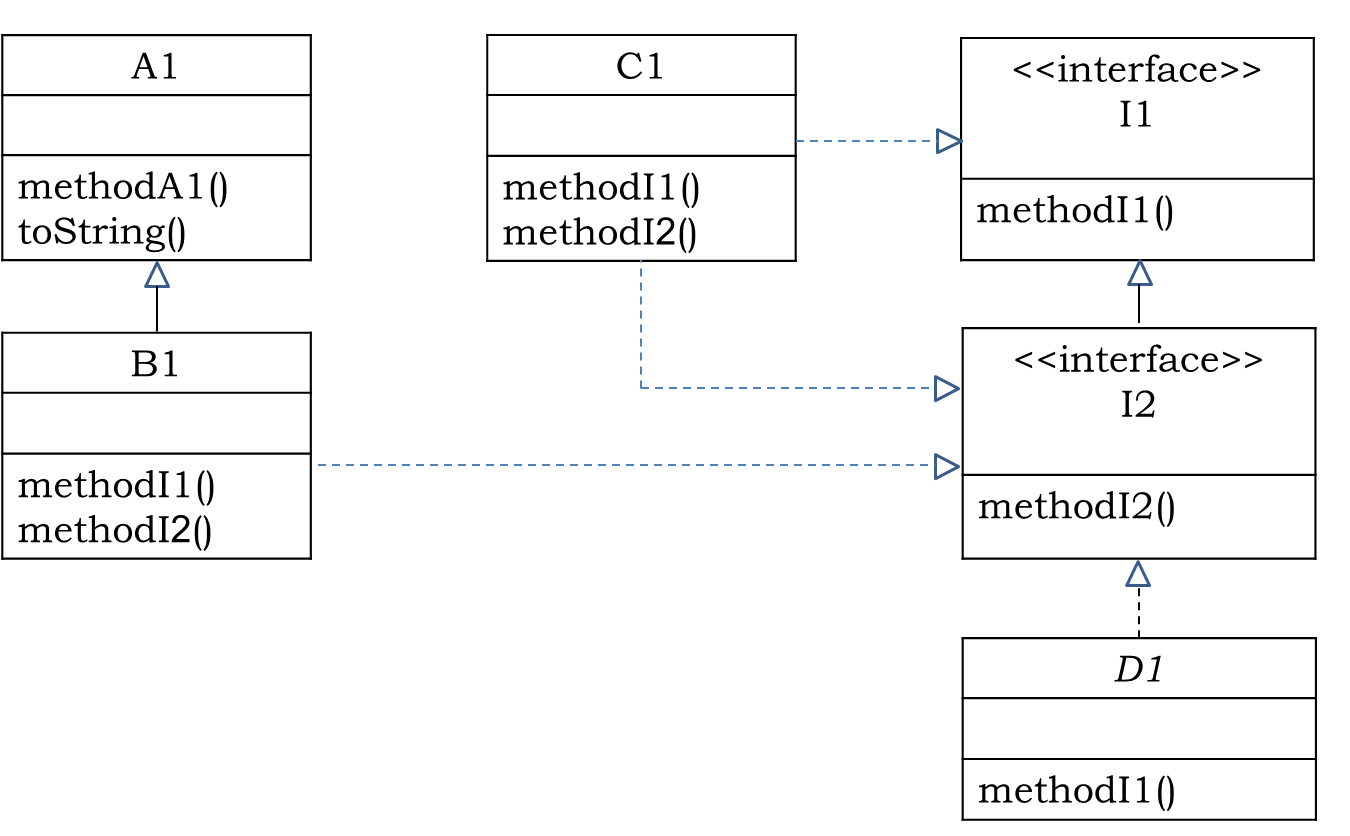 A1
methodA1()
toString()
C1
methodI1()
methodI2()
<<interface>>
I1
methodI1()
B1
methodI1()
methodI2()
<<interface>>
I2
methodI2()
D1
methodI1()